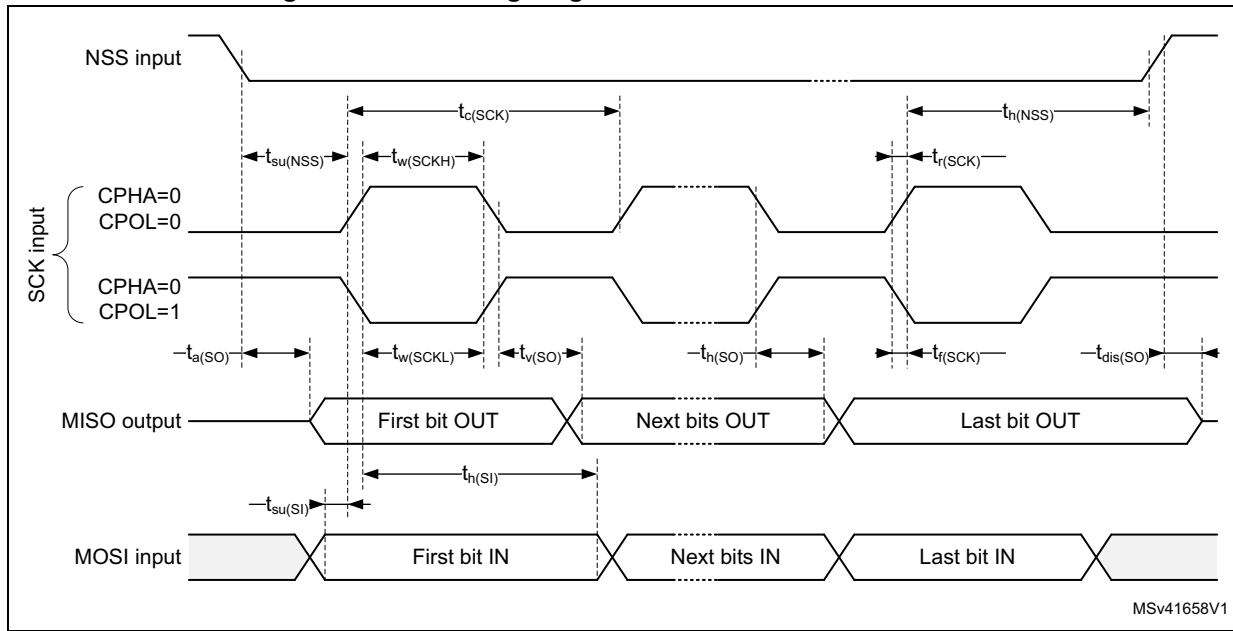 NSS input
tc(SCK)
th(NSS)
tsu(NSS)
tw(SCKH)
tr(SCK)
SCK input
CPHA=0
CPOL=0
CPHA=0
CPOL=1
ta(SO)
tw(SCKL)
tv(SO)
th(SO)
tf(SCK)
tdis(SO)
MISO output
First bit OUT
Next bits OUT
Last bit OUT
th(SI)
tsu(SI)
MOSI input
First bit IN
Next bits IN
Last bit IN
MSv41658V1